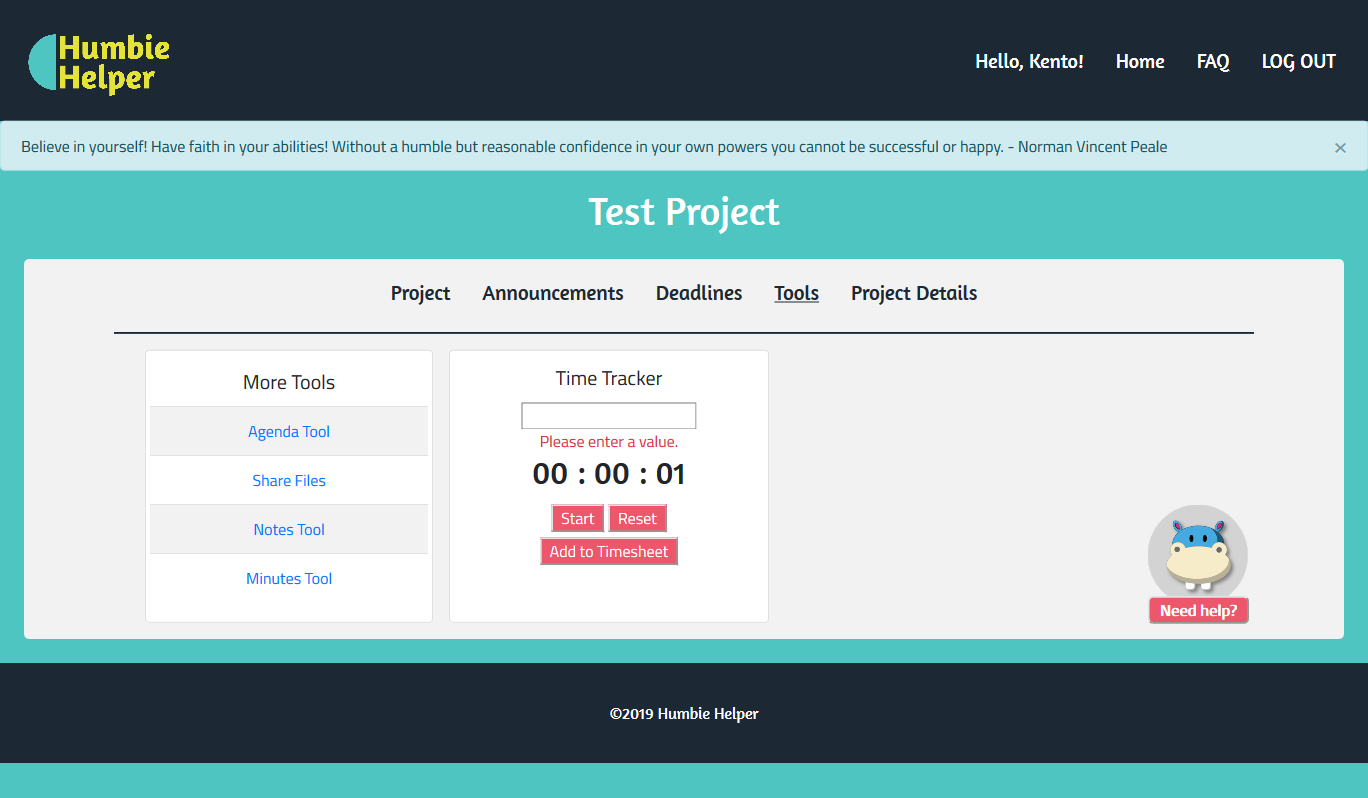 Humbie
Helper
Hello, Kento! Home FAQ LOG OUT
Believe in yourself! Have faith in your abilities! Without a humble but reasonable confidence in your own powers you cannot be successful or happy. - Norman Vincent Peale ×
Test Project
Project Announcements Deadlines Tools Project Details
More Tools
Agenda Tool
Share Files
Notes Tool
Minutes Tool
Time Tracker
Please enter a value.
00 : 00 : 01
Start Reset
Add to Timesheet
Need help?
©2019 Humbie Helper